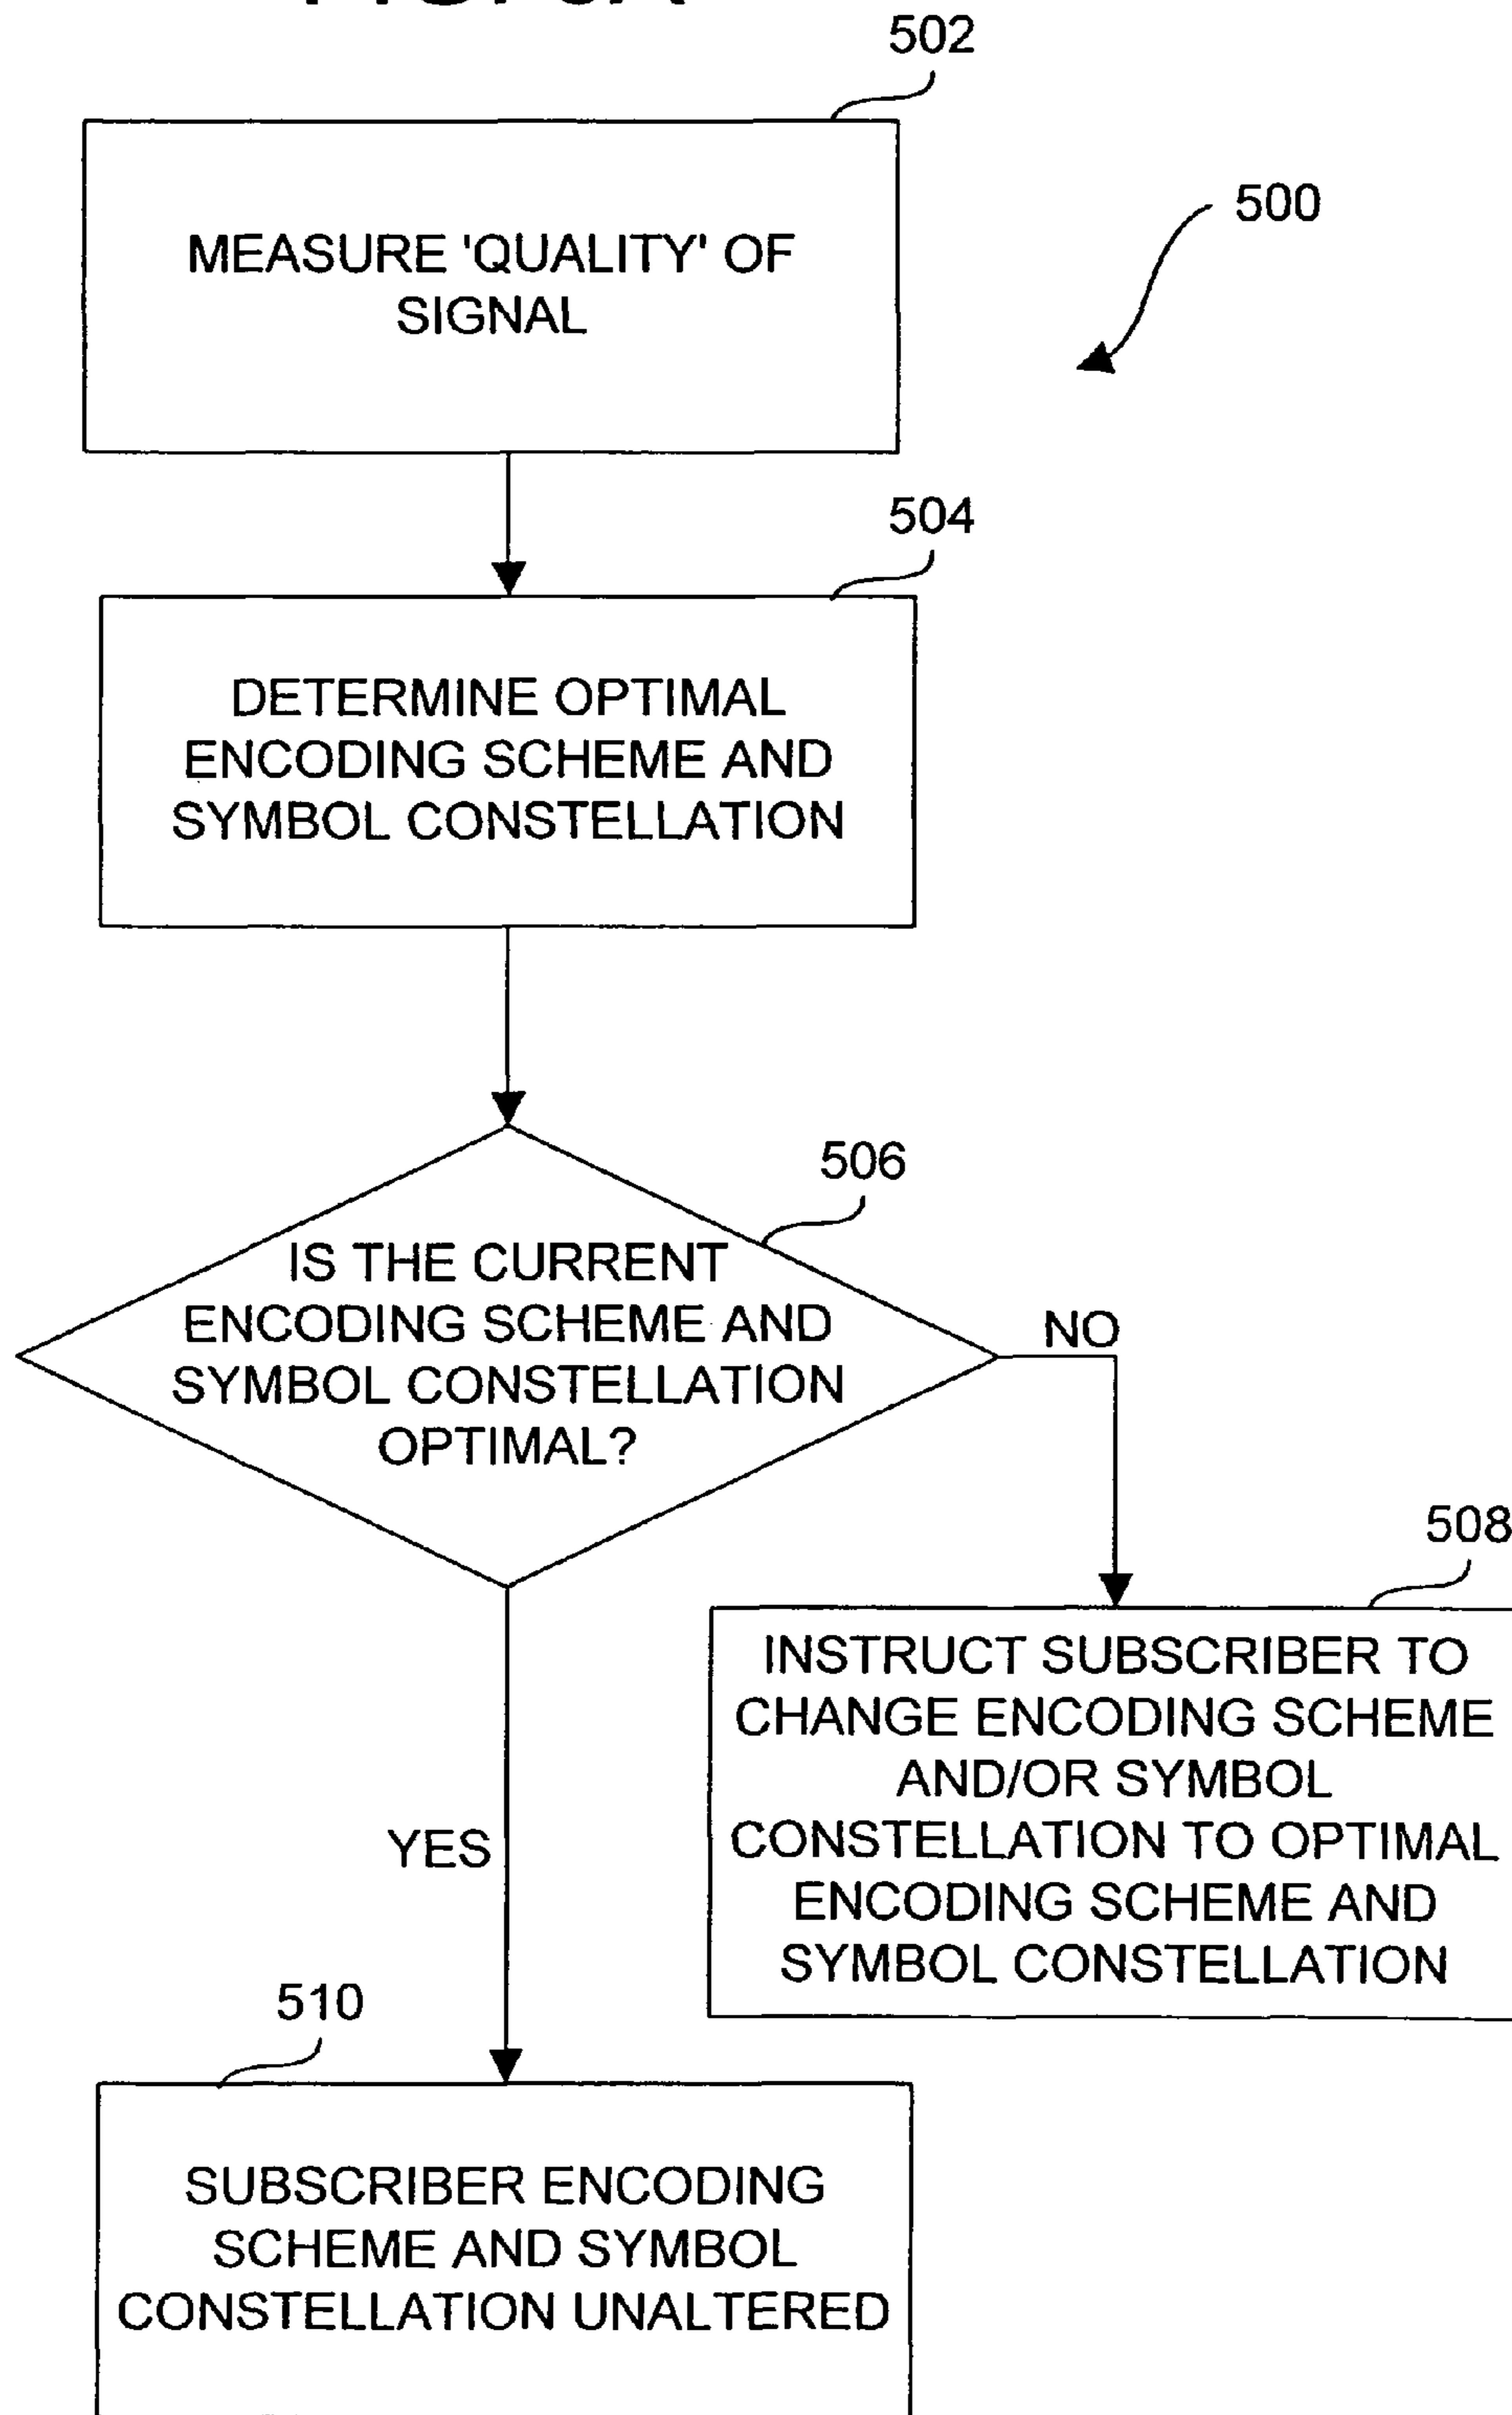 502
500
MEASURE 'QUALITY' OF
SIGNAL
504
DETERMINE OPTIMAL
ENCODING SCHEME AND
SYMBOL CONSTELLATION
506
IS THE CURRENT
ENCODING SCHEME AND
SYMBOL CONSTELLATION
OPTIMAL?
NO
508
INSTRUCT SUBSCRIBER TO
CHANGE ENCODING SCHEME
AND/OR SYMBOL
CONSTELLATION TO OPTIMAL
ENCODING SCHEME AND
SYMBOL CONSTELLATION
YES
510
SUBSCRIBER ENCODING
SCHEME AND SYMBOL
CONSTELLATION UNALTERED